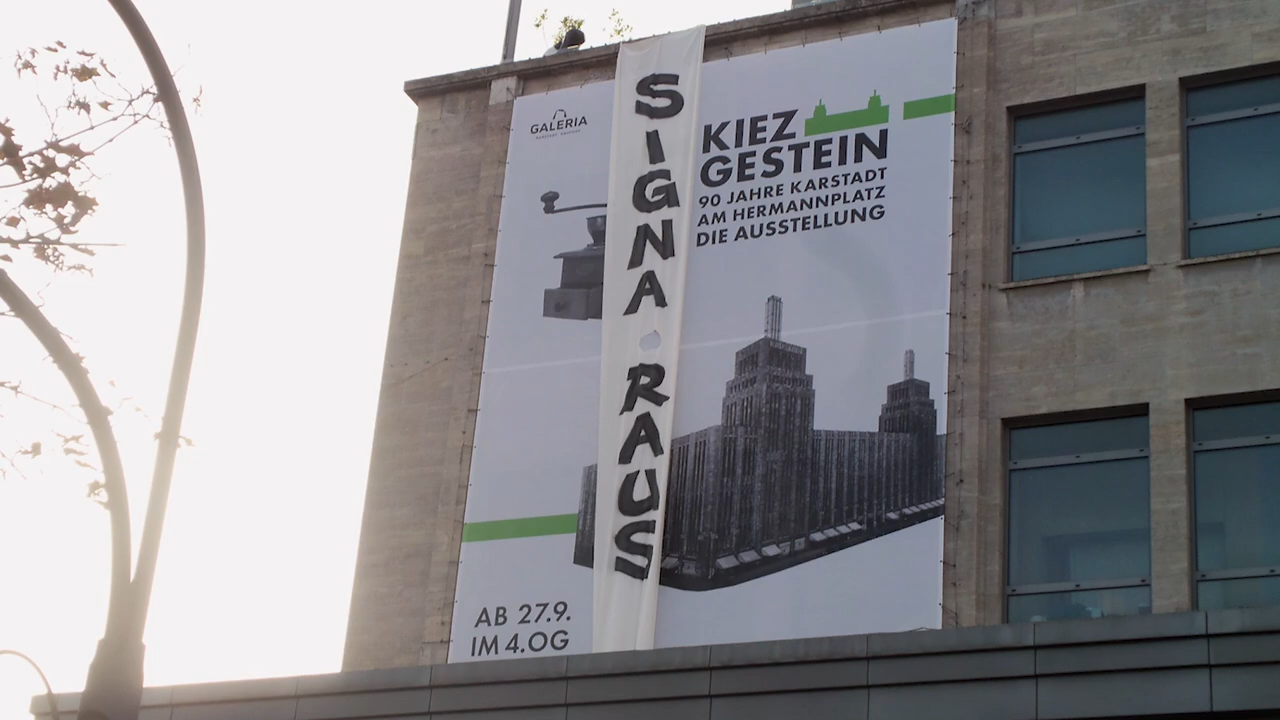 GALERIA
SIGNA • RAUS
KIEZ
GESTEIN
90 JAHRE KARSTADT
AM HERMANNPLATZ
DIE AUSSTELLUNG
AB 27.9.
IM 4.OG